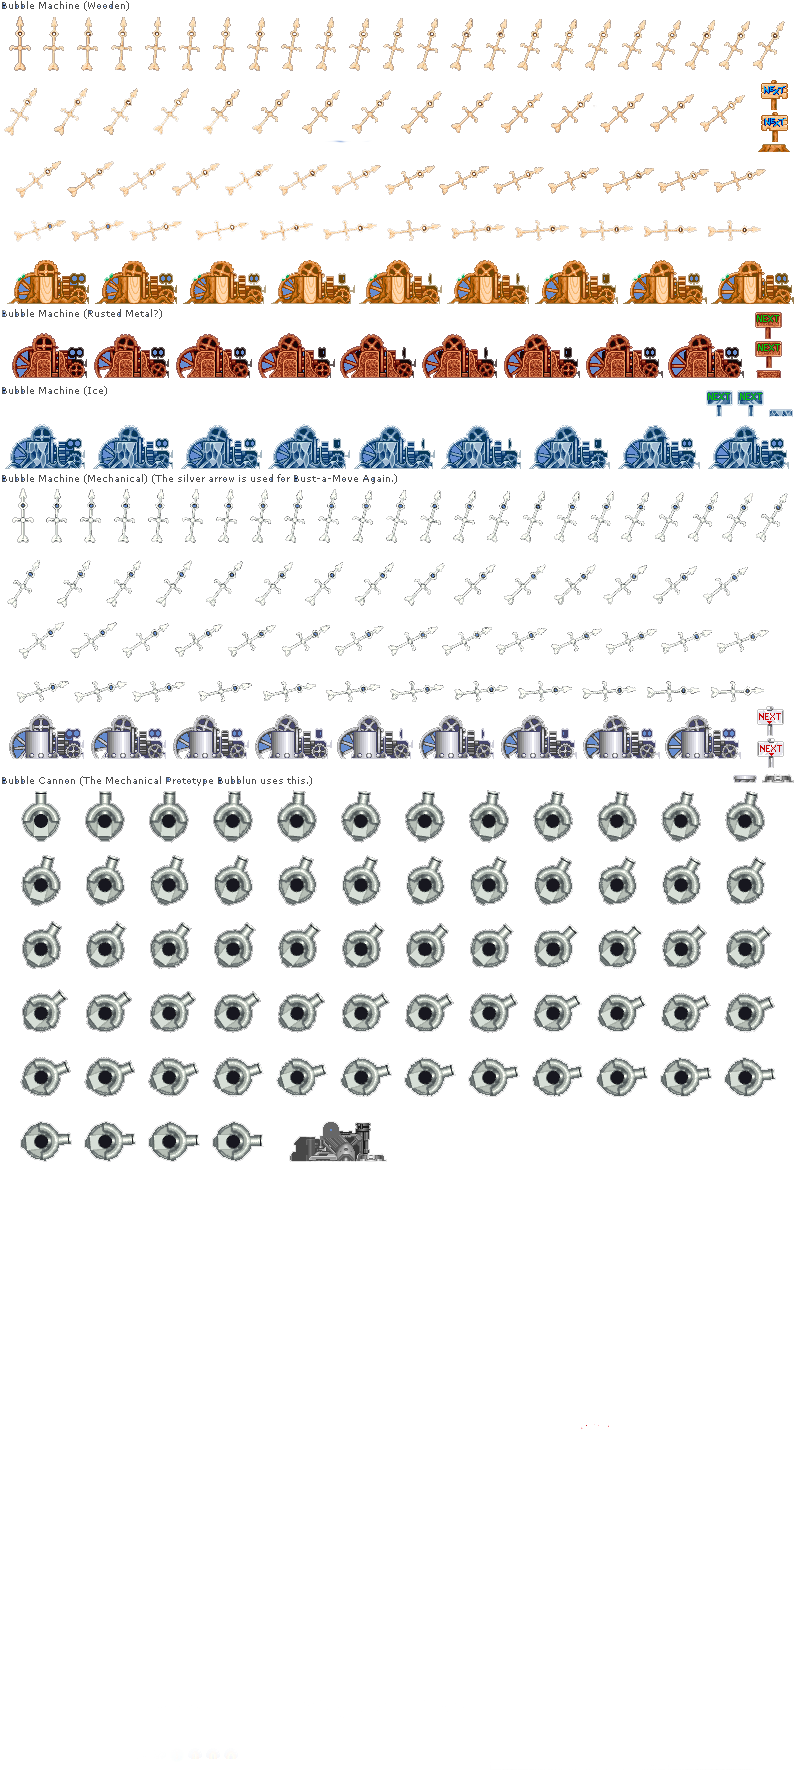 Bubble Machine (Wooden)
NEXT
NEXT
Bubble Machine (Rusted Metal?)
NEXT
NEXT
Bubble Machine (Ice)
NEXT NEXT
Bubble Machine (Mechanical) (The silver arrow is used for Bust-a-Move Again.)
NEXT
NEXT
Bubble Cannon (The Mechanical Prototype Bubblun uses this.)